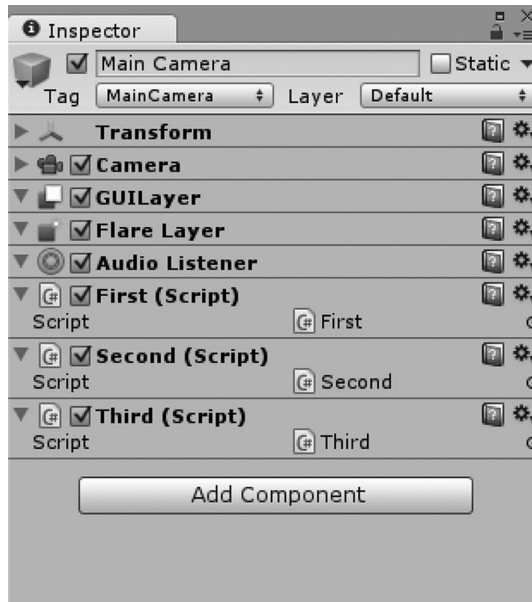 Inspector
Main Camera Static
Tag MainCamera Layer Default
Transform
Camera
GUILayer
Flare Layer
Audio Listener
First (Script)
Script First
Second (Script)
Script Second
Third (Script)
Script Third
Add Component